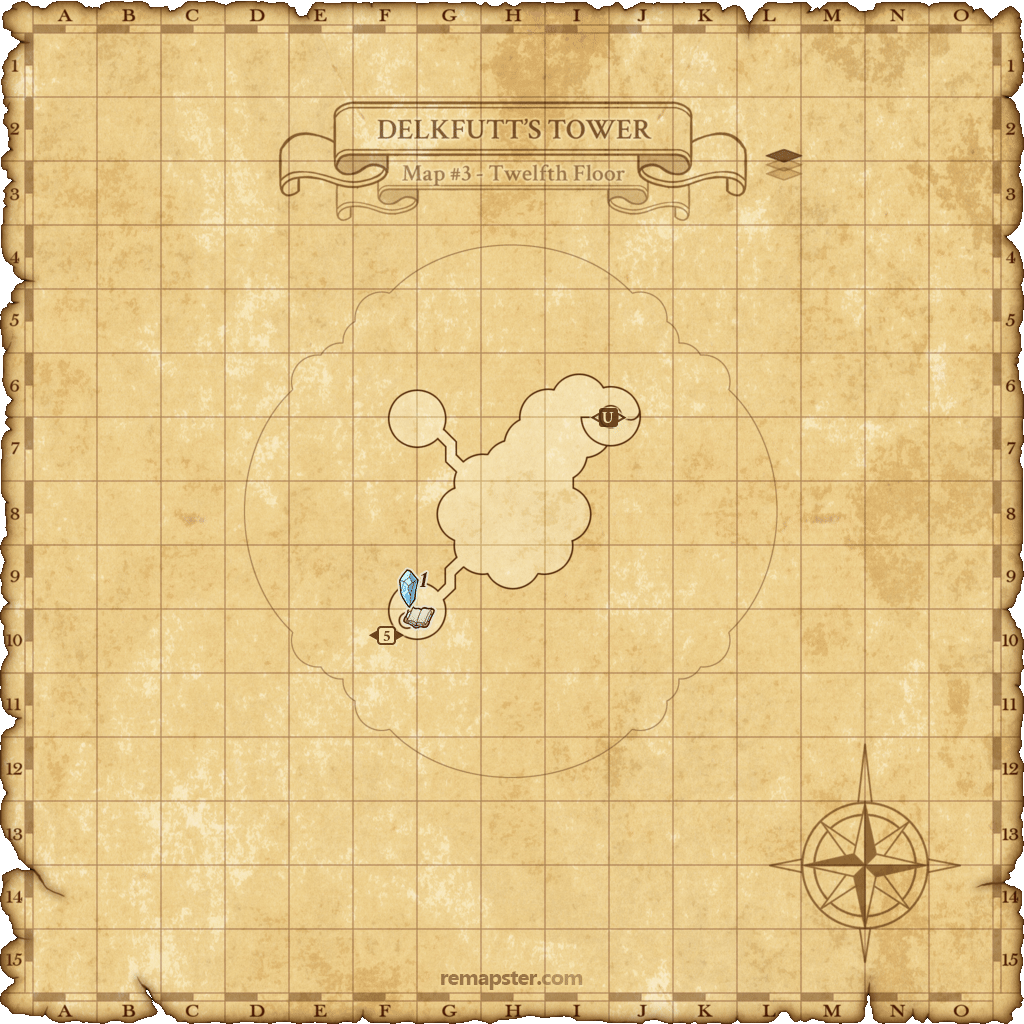 A B C D E F G H I J K L M N O
1 1
2 2
DELKFUTT'S TOWER
3 3
Map #3 - Twelfth Floor
4 4
5 5
6 6
U
7 7
8 8
9 9
1
10 10
5
11 11
12 12
13 13
14 14
15 15
remapster.com
A B C D E F G H I J K L M N O